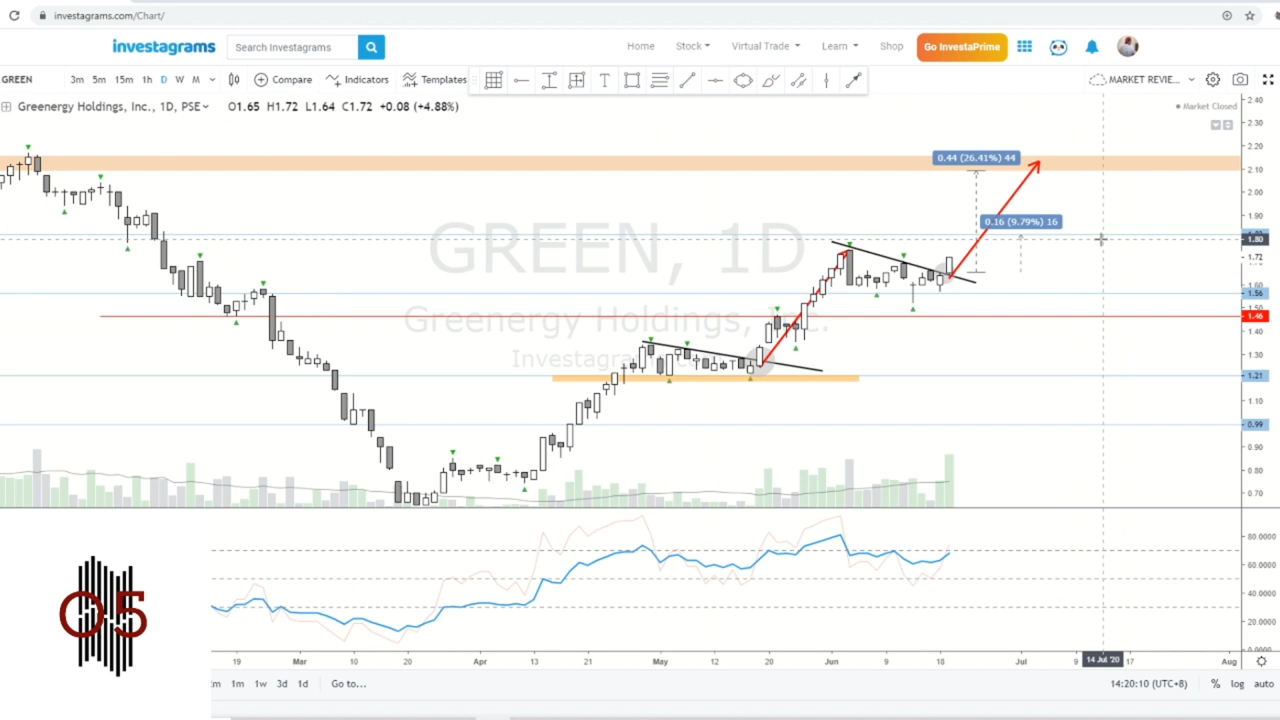 investagrams.com/Chart/
investagrams
Search Investagrams
Home
Stock
Virtual Trade
Learn
Shop
Go InvestaPrime
GREEN
3m 5m 15m 1h D W M
Compare
Indicators
Templates
MARKET REVIE...
Greenergy Holdings, Inc., 1D, PSE
O1.65 H1.72 L1.64 C1.72 +0.08 (+4.88%)
Market Closed
GREEN, 1D
Greenergy Holdings, Inc.
0.44 (26.41%) 44
0.16 (9.79%) 16
2.40
2.30
2.20
2.10
2.00
1.90
1.80
1.72
1.60
1.56
1.50
1.46
1.40
1.30
1.21
1.10
0.99
0.90
0.80
0.70
80.0000
60.0000
40.0000
20.0000
0.0000
O5
19 Mar 10 20 Apr 13 21 May 12 20 Jun 9 18 Jul 9 14 Jul '20 17 Aug
1m 1w 3d 1d
Go to...
14:20:10 (UTC+8)
% log auto